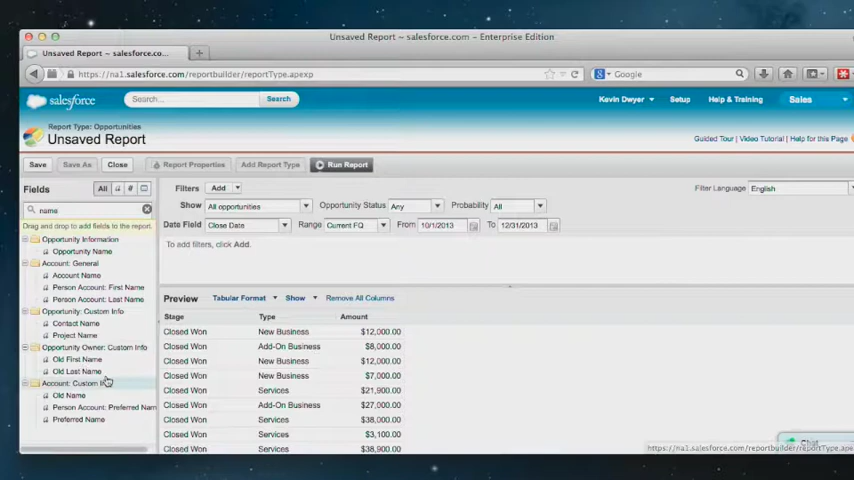 Unsaved Report ~ salesforce.com - Enterprise Edition
Unsaved Report ~ salesforce.co...
https://na1.salesforce.com/reportbuilder/reportType.apexp
Google
salesforce
Search...
Search
Kevin Dwyer
Setup
Help & Training
Sales
Report Type: Opportunities
Unsaved Report
Guided Tour | Video Tutorial | Help for this Page
Save
Save As
Close
Report Properties
Add Report Type
Run Report
Fields
All
#
Filters
Add
Filter Language
English
name
Show
All opportunities
Opportunity Status
Any
Probability
All
Drag and drop to add fields to the report.
Date Field
Close Date
Range
Current FQ
From
10/1/2013
To
12/31/2013
To add filters, click Add.
Opportunity Information
Opportunity Name
Account: General
Account Name
Person Account: First Name
Person Account: Last Name
Opportunity: Custom Info
Contact Name
Project Name
Opportunity Owner: Custom Info
Old First Name
Old Last Name
Account: Custom
Old Name
Person Account: Preferred Nam
Preferred Name
Preview
Tabular Format
Show
Remove All Columns
Stage Type Amount
Closed Won New Business $12,000.00
Closed Won Add-On Business $8,000.00
Closed Won New Business $12,000.00
Closed Won New Business $7,000.00
Closed Won Services $21,900.00
Closed Won Add-On Business $27,000.00
Closed Won Services $3,100.00
Closed Won Services $38,900.00
Chat
https://na1.salesforce.com/reportbuilder/reportType.ape